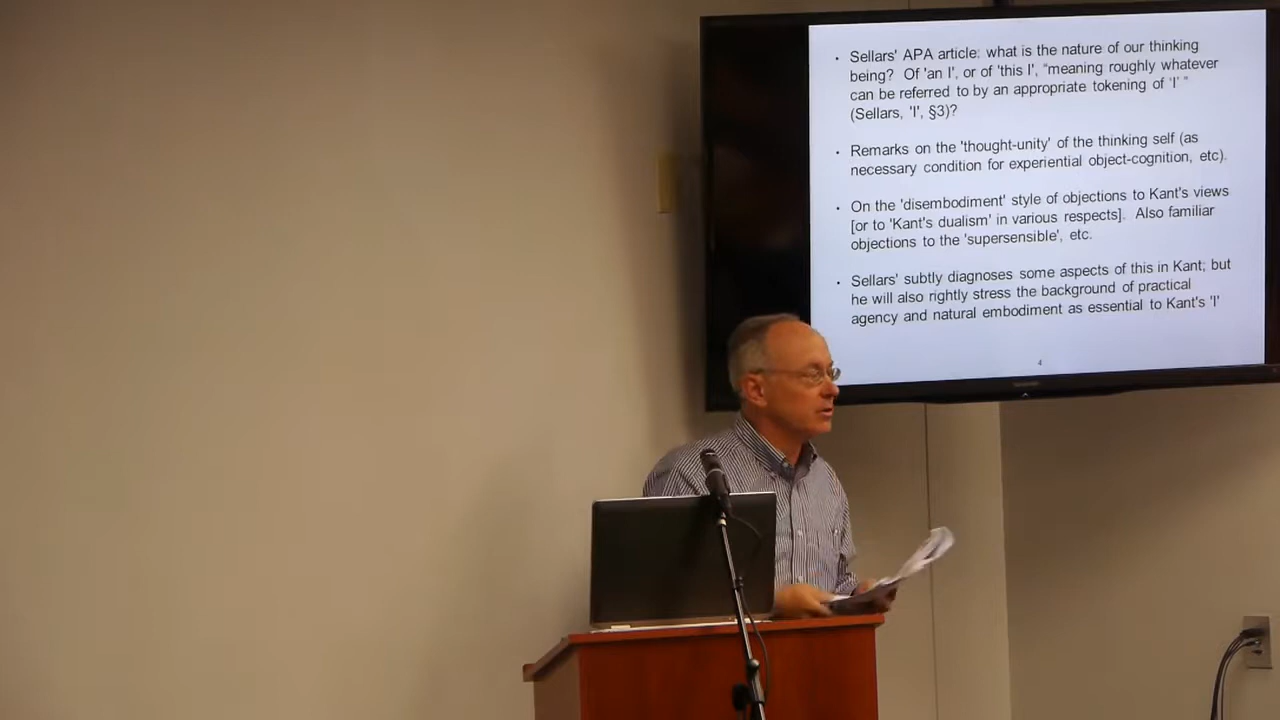 • Sellars' APA article: what is the nature of our thinking
being? Of 'an I', or of 'this I', “meaning roughly whatever
can be referred to by an appropriate tokening of ‘I’ ”
(Sellars, 'I', §3)?
• Remarks on the 'thought-unity' of the thinking self (as
necessary condition for experiential object-cognition, etc).
• On the 'disembodiment' style of objections to Kant's views
[or to 'Kant's dualism' in various respects]. Also familiar
objections to the 'supersensible', etc.
• Sellars' subtly diagnoses some aspects of this in Kant; but
he will also rightly stress the background of practical
agency and natural embodiment as essential to Kant's 'I'
4